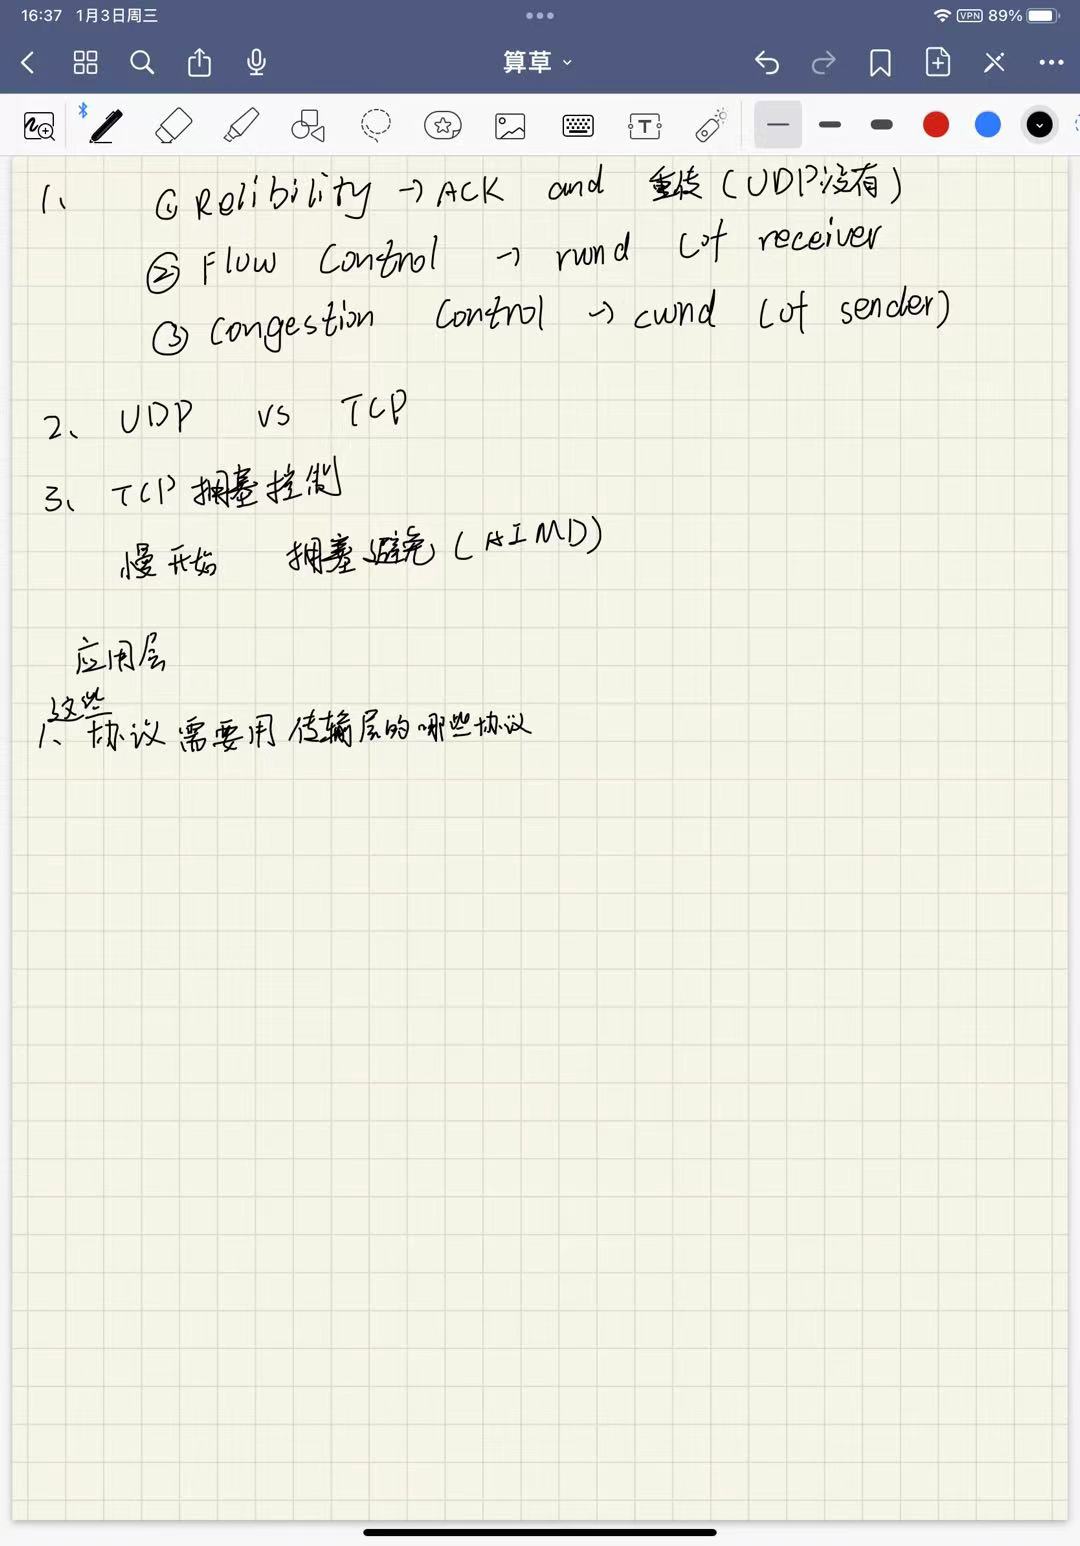 16:37 1月3日周三
VPN 89%
算草
T
1、 ① Relibility → ACK and 重传 (UDP没有)
② Flow Control → rwnd (of receiver
③ Congestion Control → cwnd (of sender)
2、 UDP vs TCP
3、 TCP 拥塞控制
慢开始 拥塞避免 (AIMD)
应用层
这些
1、协议需要用传输层的哪些协议